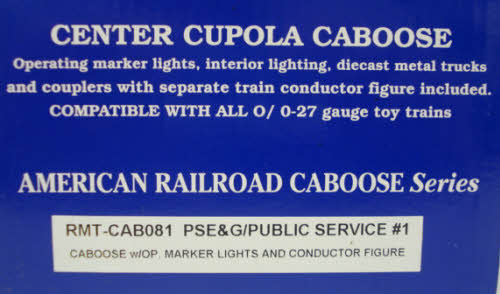 CENTER CUPOLA CABOOSE
Operating marker lights, interior lighting, diecast metal trucks
and couplers with separate train conductor figure included.
COMPATIBLE WITH ALL O/ 0-27 gauge toy trains
AMERICAN RAILROAD CABOOSE Series
RMT-CAB081 PSE&G/PUBLIC SERVICE #1
CABOOSE w/OP. MARKER LIGHTS AND CONDUCTOR FIGURE